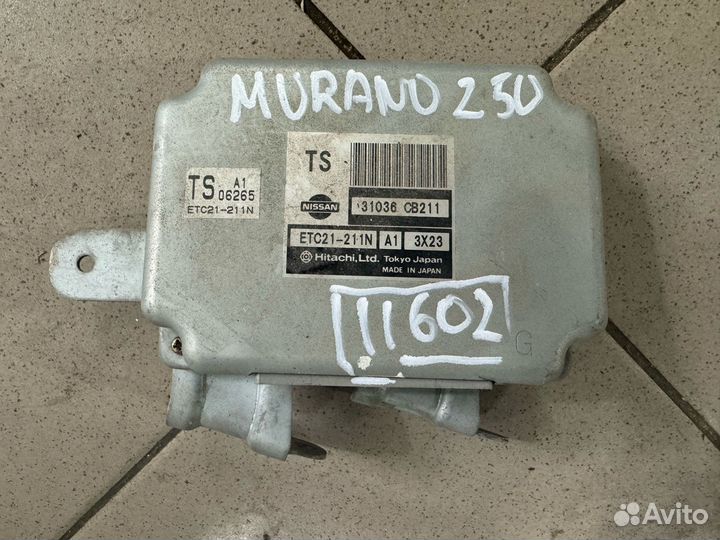 MURANO 250
TS
TS A1
06265
ETC21-211N
NISSAN
31036 CB211
ETC21-211N A1 3X23
Hitachi, Ltd. Tokyo Japan
MADE IN JAPAN
11602
G
Avito